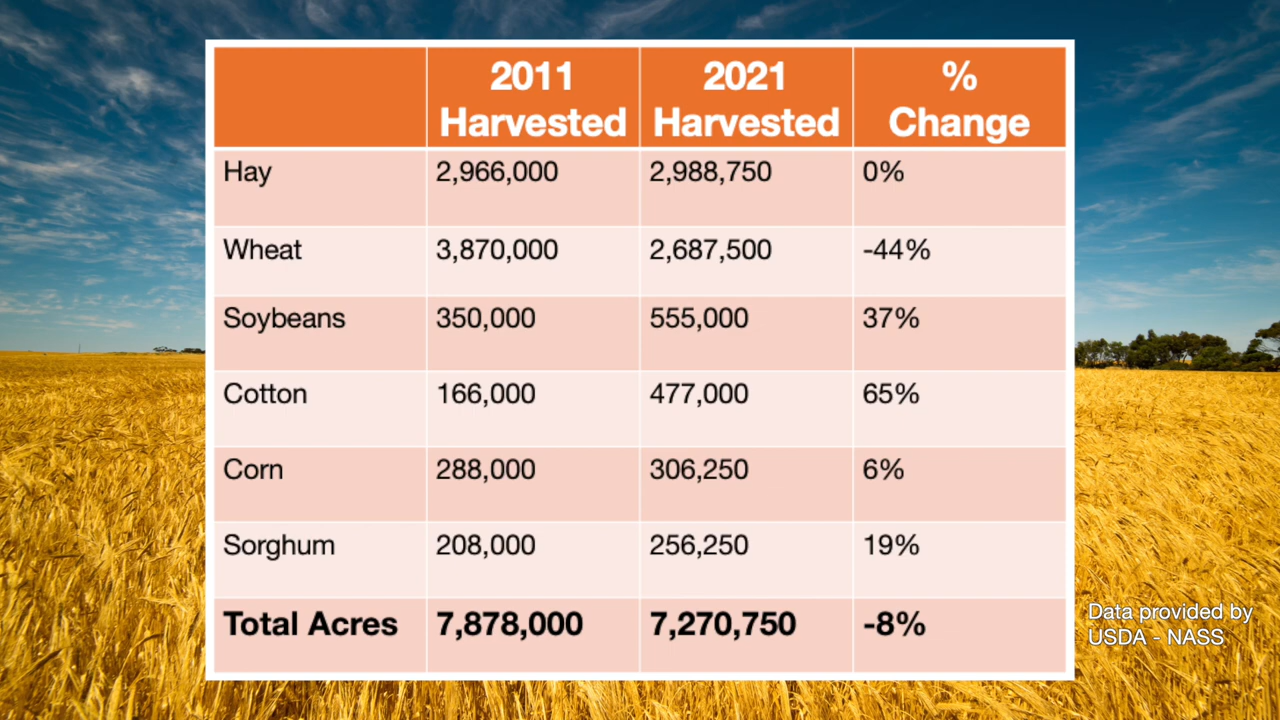 2011 Harvested 2021 Harvested % Change
Hay 2,966,000 2,988,750 0%
Wheat 3,870,000 2,687,500 -44%
Soybeans 350,000 555,000 37%
Cotton 166,000 477,000 65%
Corn 288,000 306,250 6%
Sorghum 208,000 256,250 19%
Total Acres 7,878,000 7,270,750 -8%
Data provided by
USDA - NASS